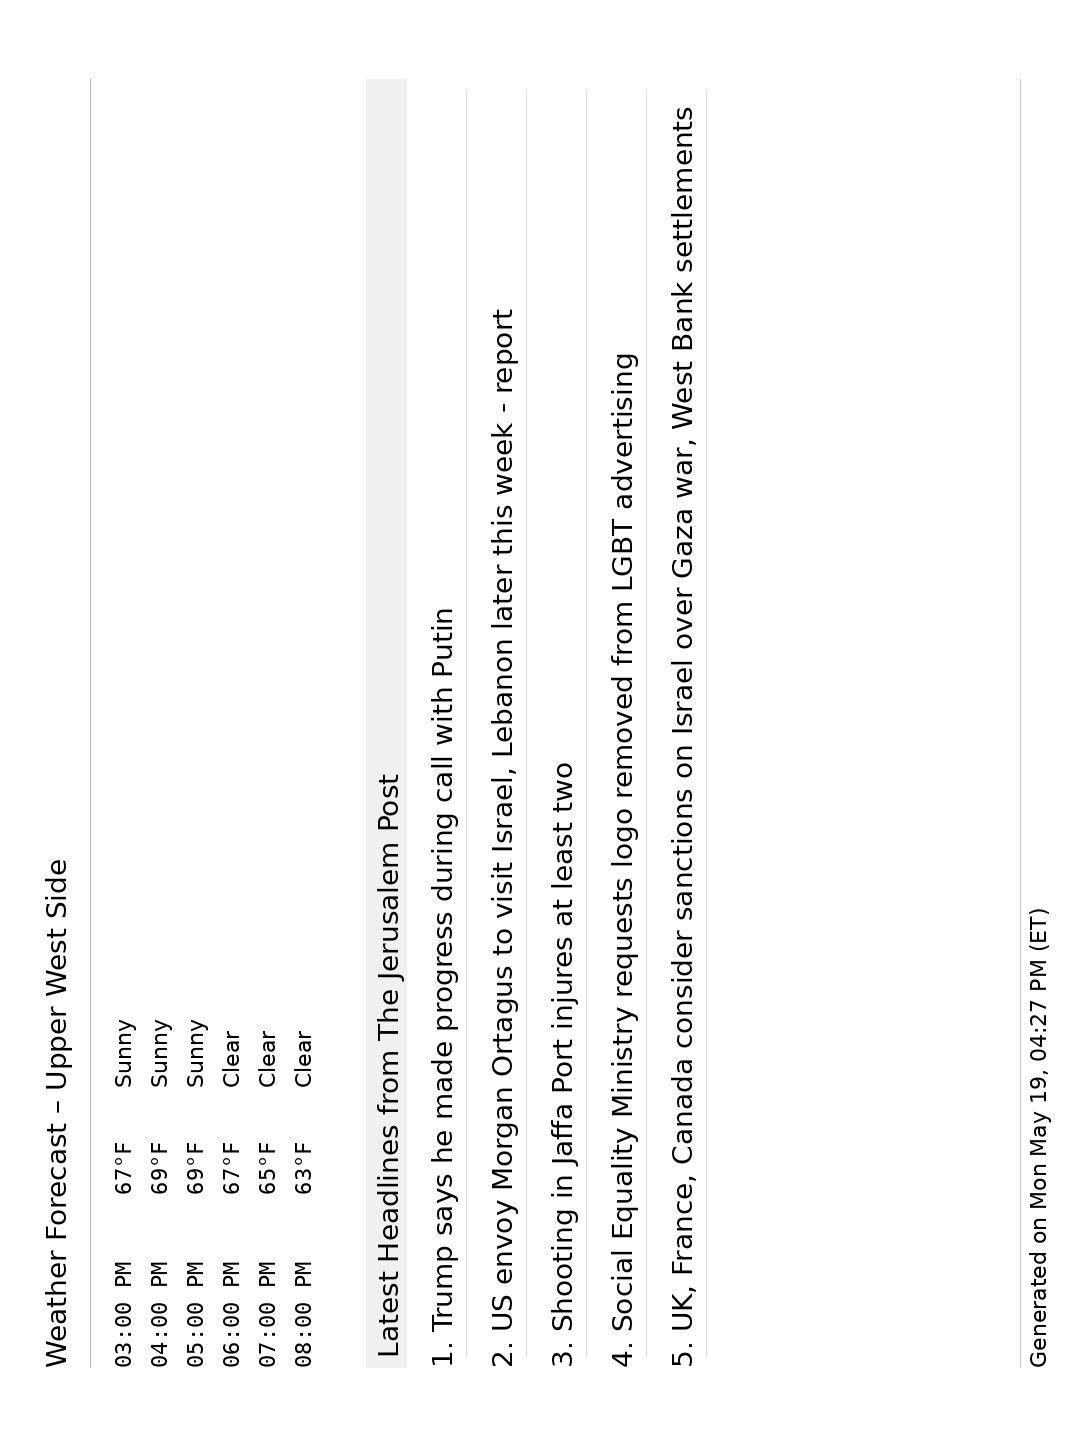 Weather Forecast – Upper West Side
03:00 PM 67°F Sunny
04:00 PM 69°F Sunny
05:00 PM 69°F Sunny
06:00 PM 67°F Clear
07:00 PM 65°F Clear
08:00 PM 63°F Clear
Latest Headlines from The Jerusalem Post
1. Trump says he made progress during call with Putin
2. US envoy Morgan Ortagus to visit Israel, Lebanon later this week - report
3. Shooting in Jaffa Port injures at least two
4. Social Equality Ministry requests logo removed from LGBT advertising
5. UK, France, Canada consider sanctions on Israel over Gaza war, West Bank settlements
Generated on Mon May 19, 04:27 PM (ET)